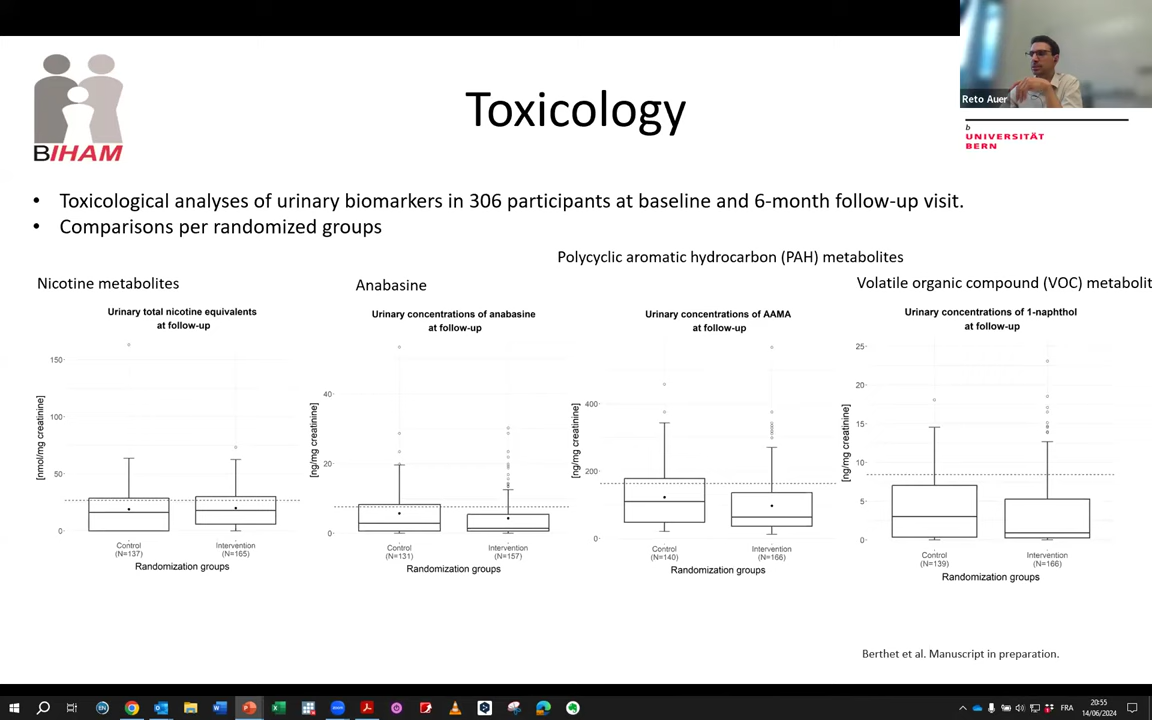 Reto Auer
BIHAM
Toxicology
b
UNIVERSITÄT
BERN
• Toxicological analyses of urinary biomarkers in 306 participants at baseline and 6-month follow-up visit.
• Comparisons per randomized groups
Nicotine metabolites
Urinary total nicotine equivalents
at follow-up
[nmol/mg creatinine]
150
100
50
0
Control
(N=137)
Intervention
(N=165)
Randomization groups
Anabasine
Urinary concentrations of anabasine
at follow-up
[ng/mg creatinine]
40
20
0
Control
(N=131)
Intervention
(N=157)
Randomization groups
Polycyclic aromatic hydrocarbon (PAH) metabolites
Urinary concentrations of AAMA
at follow-up
[ng/mg creatinine]
400
200
0
Control
(N=140)
Intervention
(N=166)
Randomization groups
Volatile organic compound (VOC) metabolit
Urinary concentrations of 1-naphthol
at follow-up
[ng/mg creatinine]
25
20
15
10
5
0
Control
(N=139)
Intervention
(N=166)
Randomization groups
Berthet et al. Manuscript in preparation.
EN
FRA
20:55
14/06/2024